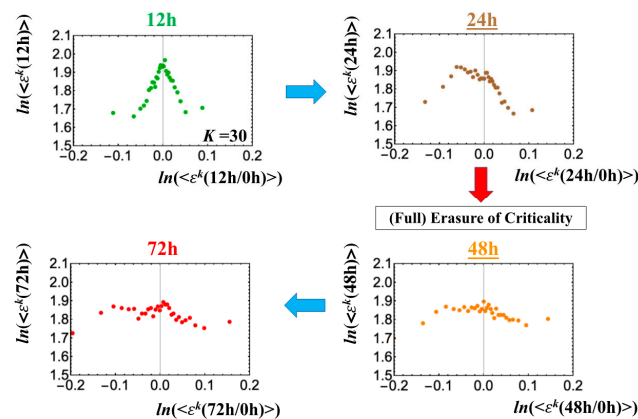 12h
24h
ln(<ε^k(12h)>)
2.1
2.0
1.9
1.8
1.7
1.6
1.5
K =30
−0.2 −0.1 0.0 0.1 0.2
ln(<ε^k(12h/0h)>)
ln(<ε^k(24h)>)
2.1
2.0
1.9
1.8
1.7
1.6
1.5
−0.2 −0.1 0.0 0.1 0.2
ln(<ε^k(24h/0h)>)
(Full) Erasure of Criticality
72h
48h
ln(<ε^k(72h)>)
2.1
2.0
1.9
1.8
1.7
1.6
1.5
−0.2 −0.1 0.0 0.1 0.2
ln(<ε^k(72h/0h)>)
ln(<ε^k(48h)>)
2.1
2.0
1.9
1.8
1.7
1.6
1.5
−0.2 −0.1 0.0 0.1 0.2
ln(<ε^k(48h/0h)>)